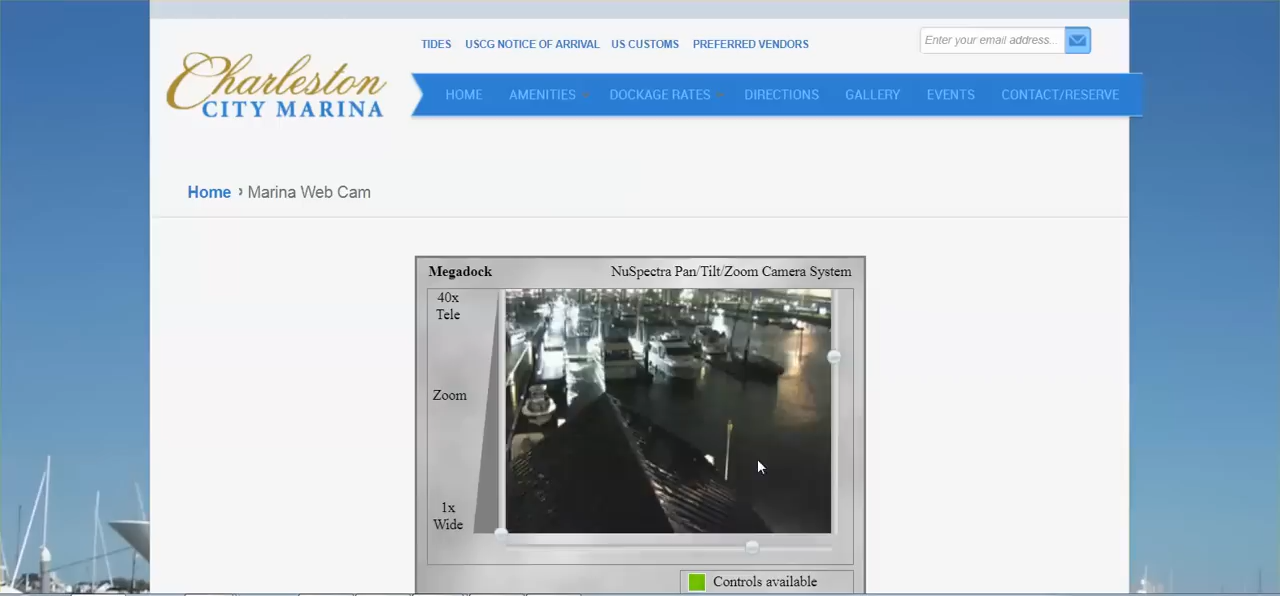 TIDES USCG NOTICE OF ARRIVAL US CUSTOMS PREFERRED VENDORS
Enter your email address...
Charleston
CITY MARINA
HOME AMENITIES DOCKAGE RATES DIRECTIONS GALLERY EVENTS CONTACT/RESERVE
Home › Marina Web Cam
Megadock NuSpectra Pan/Tilt/Zoom Camera System
40x
Tele
Zoom
1x
Wide
Controls available